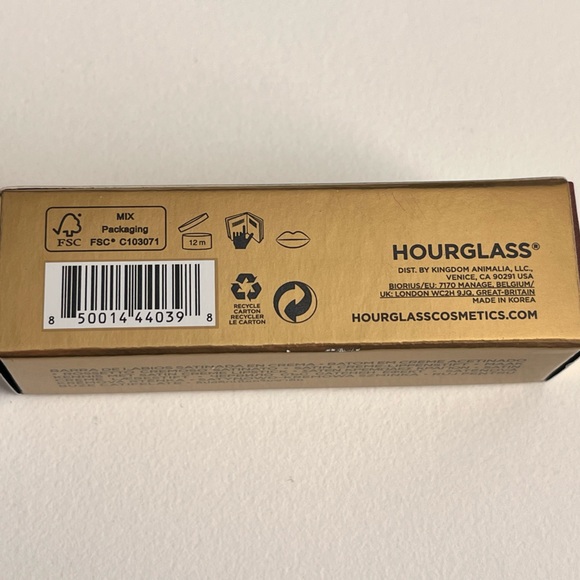 FSC
MIX
Packaging
FSC® C103071
12 m
8 50014 44039 8
RECYCLE
CARTON
RECYCLER
LE CARTON
HOURGLASS®
DIST. BY KINGDOM ANIMALIA, LLC.,
VENICE, CA 90291 USA
BIORIUS/EU: 7170 MANAGE, BELGIUM/
UK: LONDON WC2H 9JQ, GREAT-BRITAIN
MADE IN KOREA
HOURGLASSCOSMETICS.COM